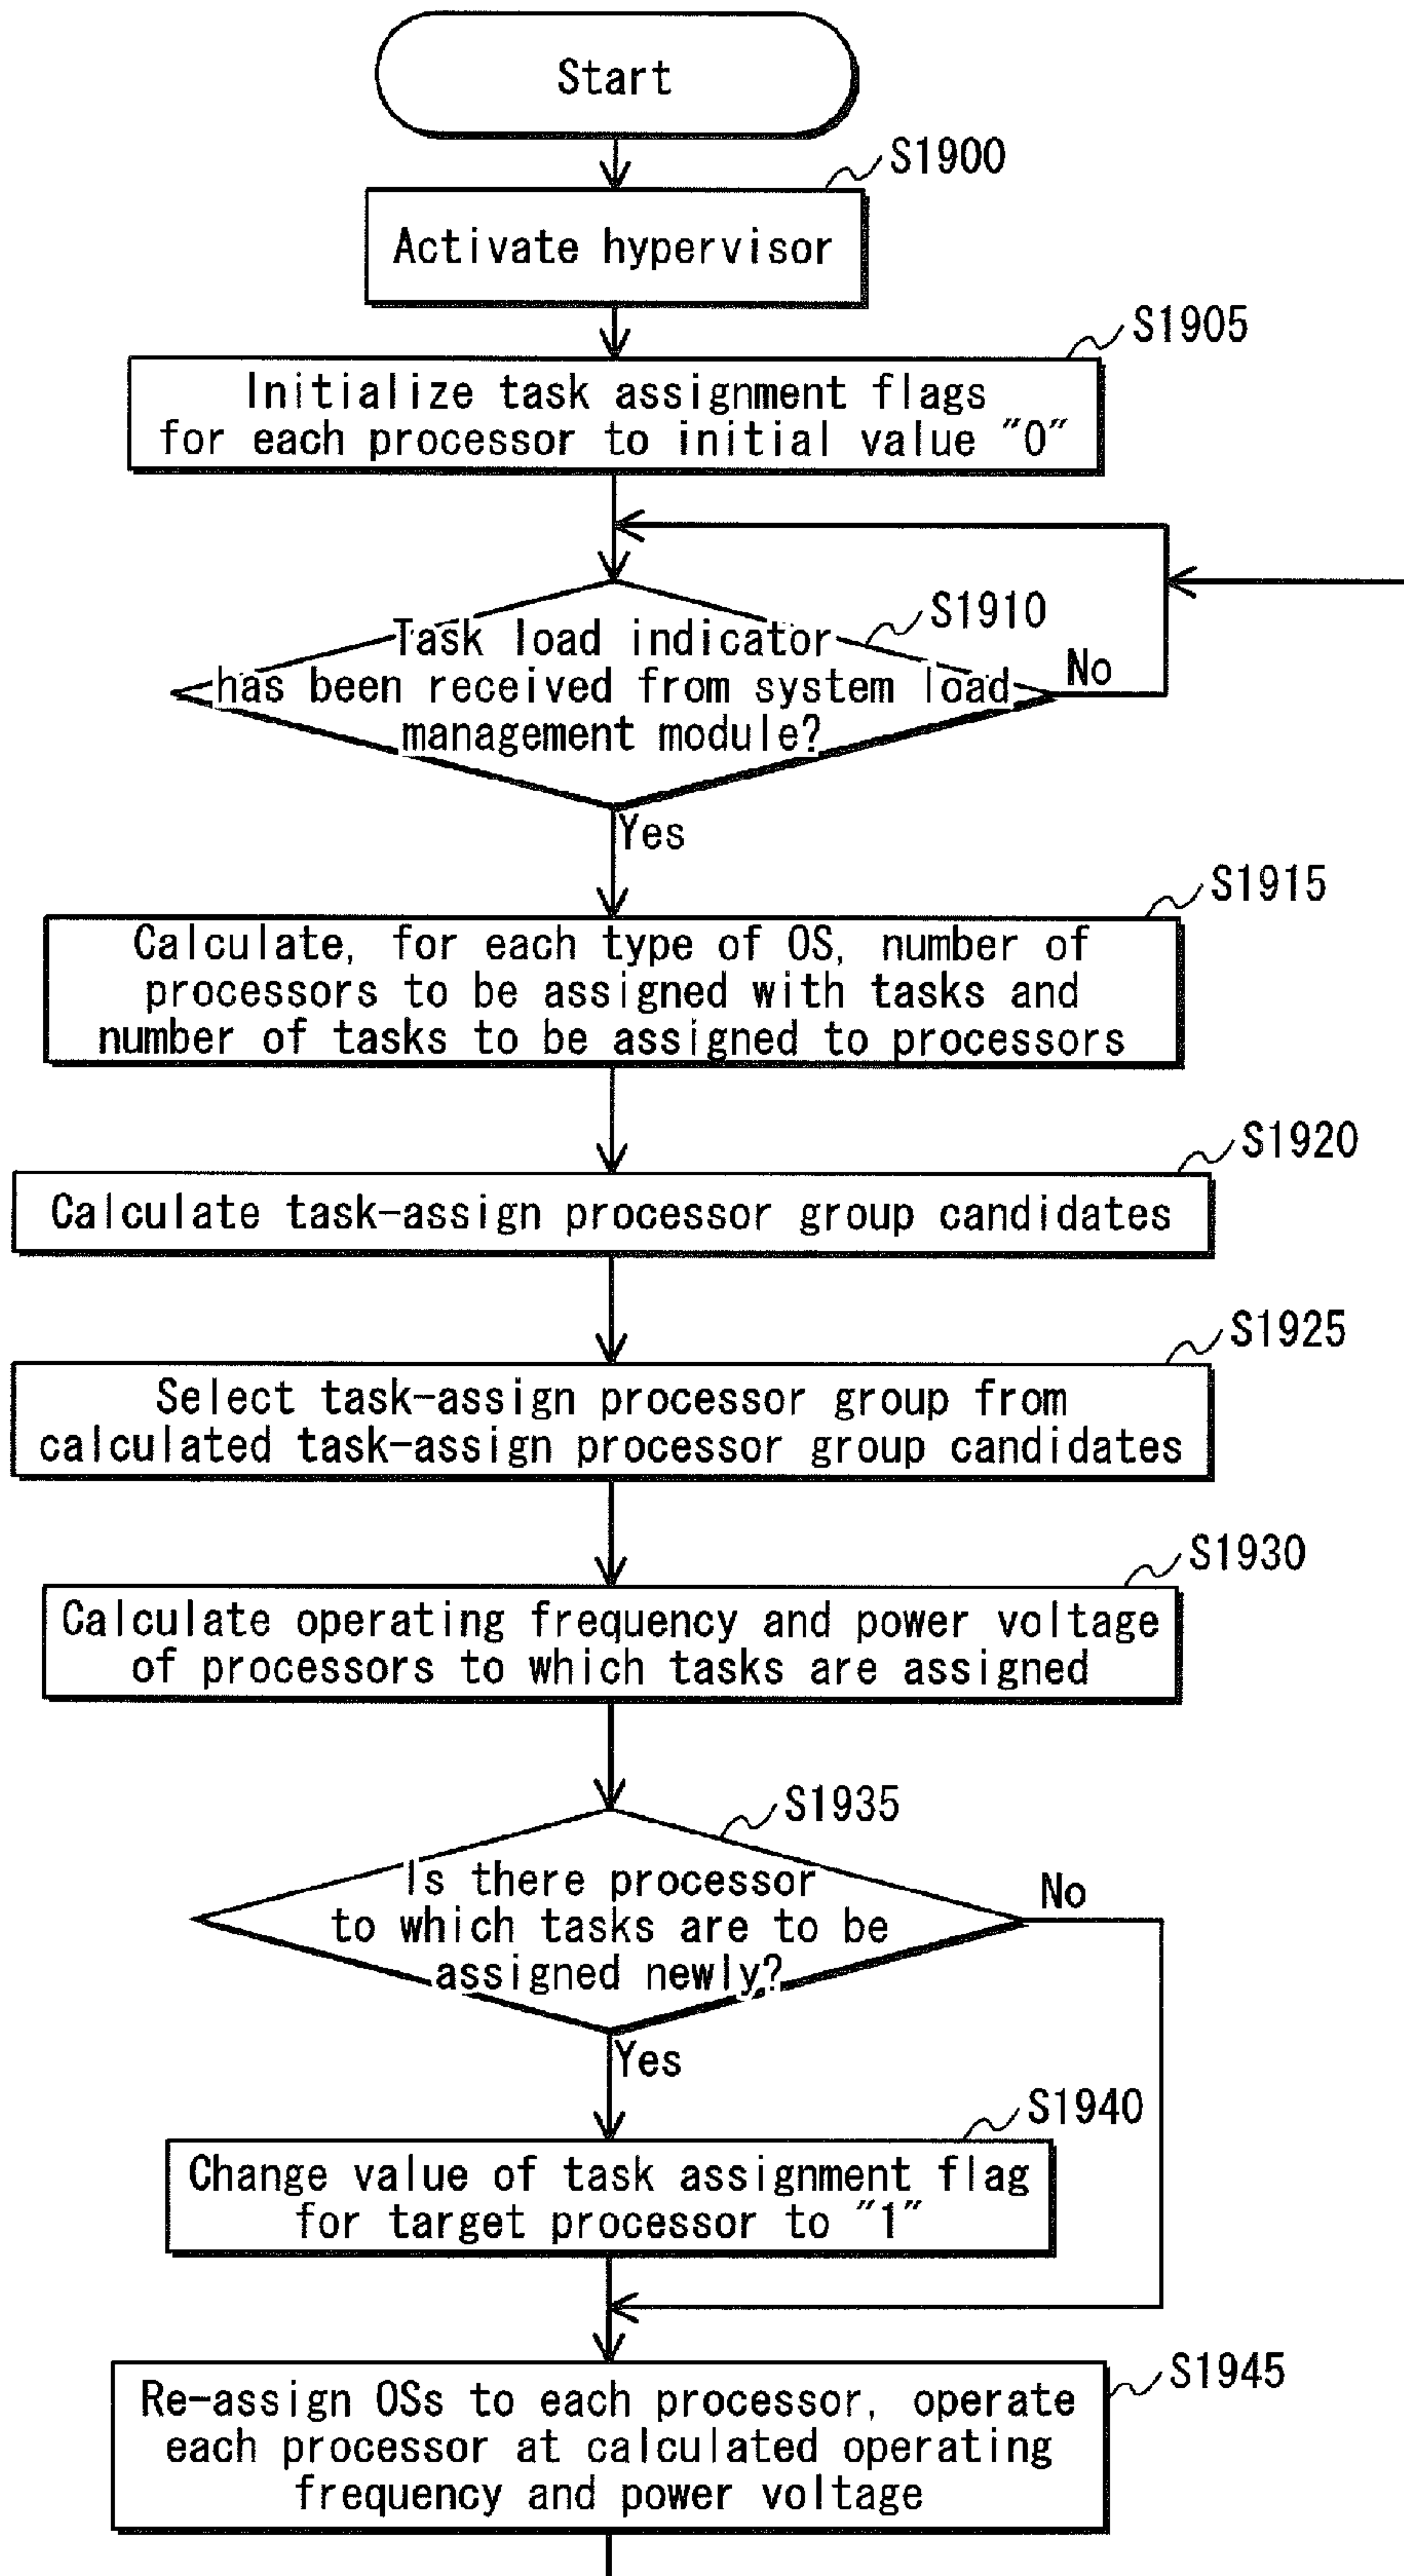 Start
S1900
Activate hypervisor
S1905
Initialize task assignment flags
for each processor to initial value "0"
S1910
Task load indicator
has been received from system load
management module?
No
Yes
S1915
Calculate, for each type of OS, number of
processors to be assigned with tasks and
number of tasks to be assigned to processors
S1920
Calculate task-assign processor group candidates
S1925
Select task-assign processor group from
calculated task-assign processor group candidates
S1930
Calculate operating frequency and power voltage
of processors to which tasks are assigned
S1935
Is there processor
to which tasks are to be
assigned newly?
No
Yes
S1940
Change value of task assignment flag
for target processor to "1"
S1945
Re-assign OSs to each processor, operate
each processor at calculated operating
frequency and power voltage